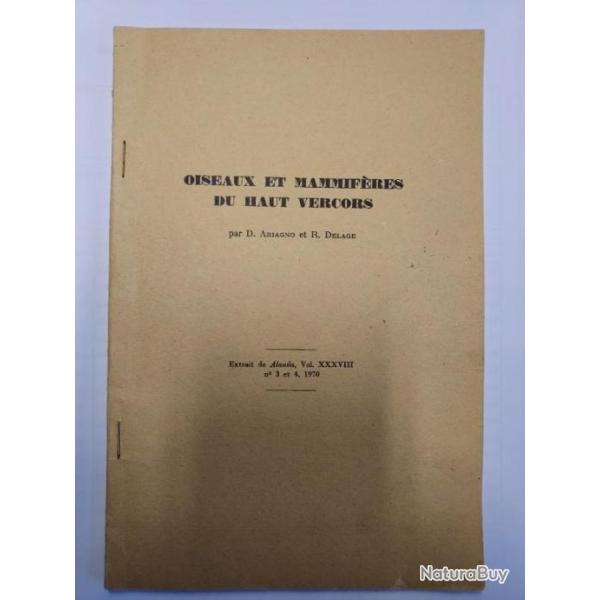 OISEAUX ET MAMMIFÈRES
DU HAUT VERCORS
par D. Ariagno et R. Delage
Extrait de Alauda, Vol. XXXVIII
nº 3 et 4, 1970
NaturaBuy